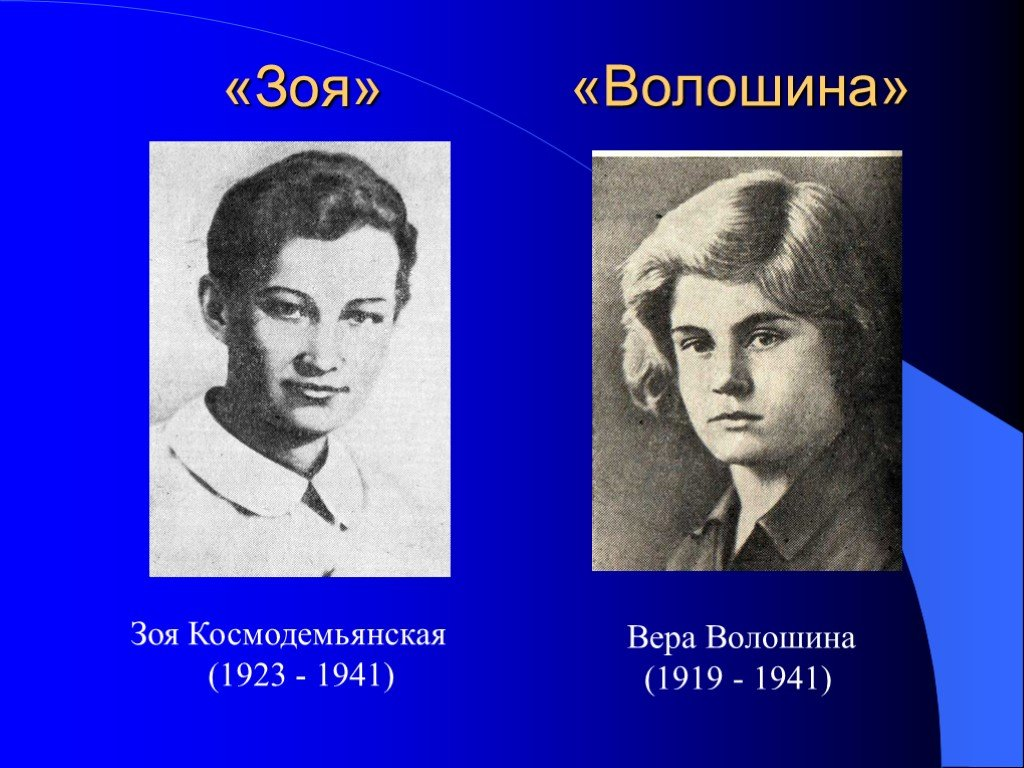 «Зоя»
«Волошина»
Зоя Космодемьянская
(1923 - 1941)
Вера Волошина
(1919 - 1941)